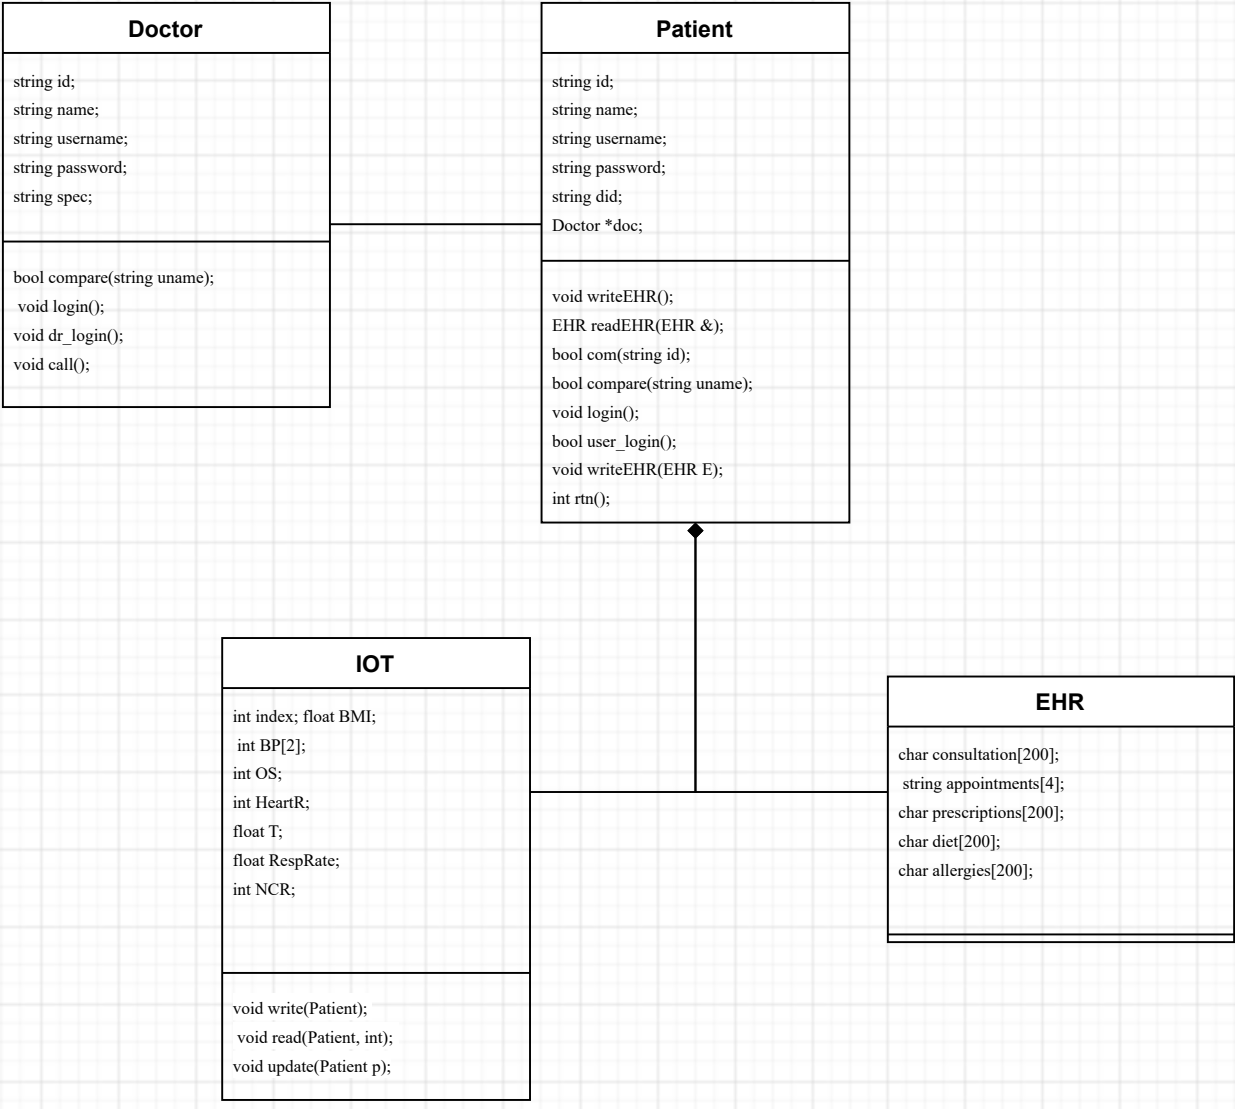 Doctor
string id;
string name;
string username;
string password;
string spec;
bool compare(string uname);
void login();
void dr_login();
void call();
Patient
string id;
string name;
string username;
string password;
string did;
Doctor *doc;
void writeEHR();
EHR readEHR(EHR &);
bool com(string id);
bool compare(string uname);
void login();
bool user_login();
void writeEHR(EHR E);
int rtn();
IOT
int index; float BMI;
int BP[2];
int OS;
int HeartR;
float T;
float RespRate;
int NCR;
void write(Patient);
void read(Patient, int);
void update(Patient p);
EHR
char consultation[200];
string appointments[4];
char prescriptions[200];
char diet[200];
char allergies[200];